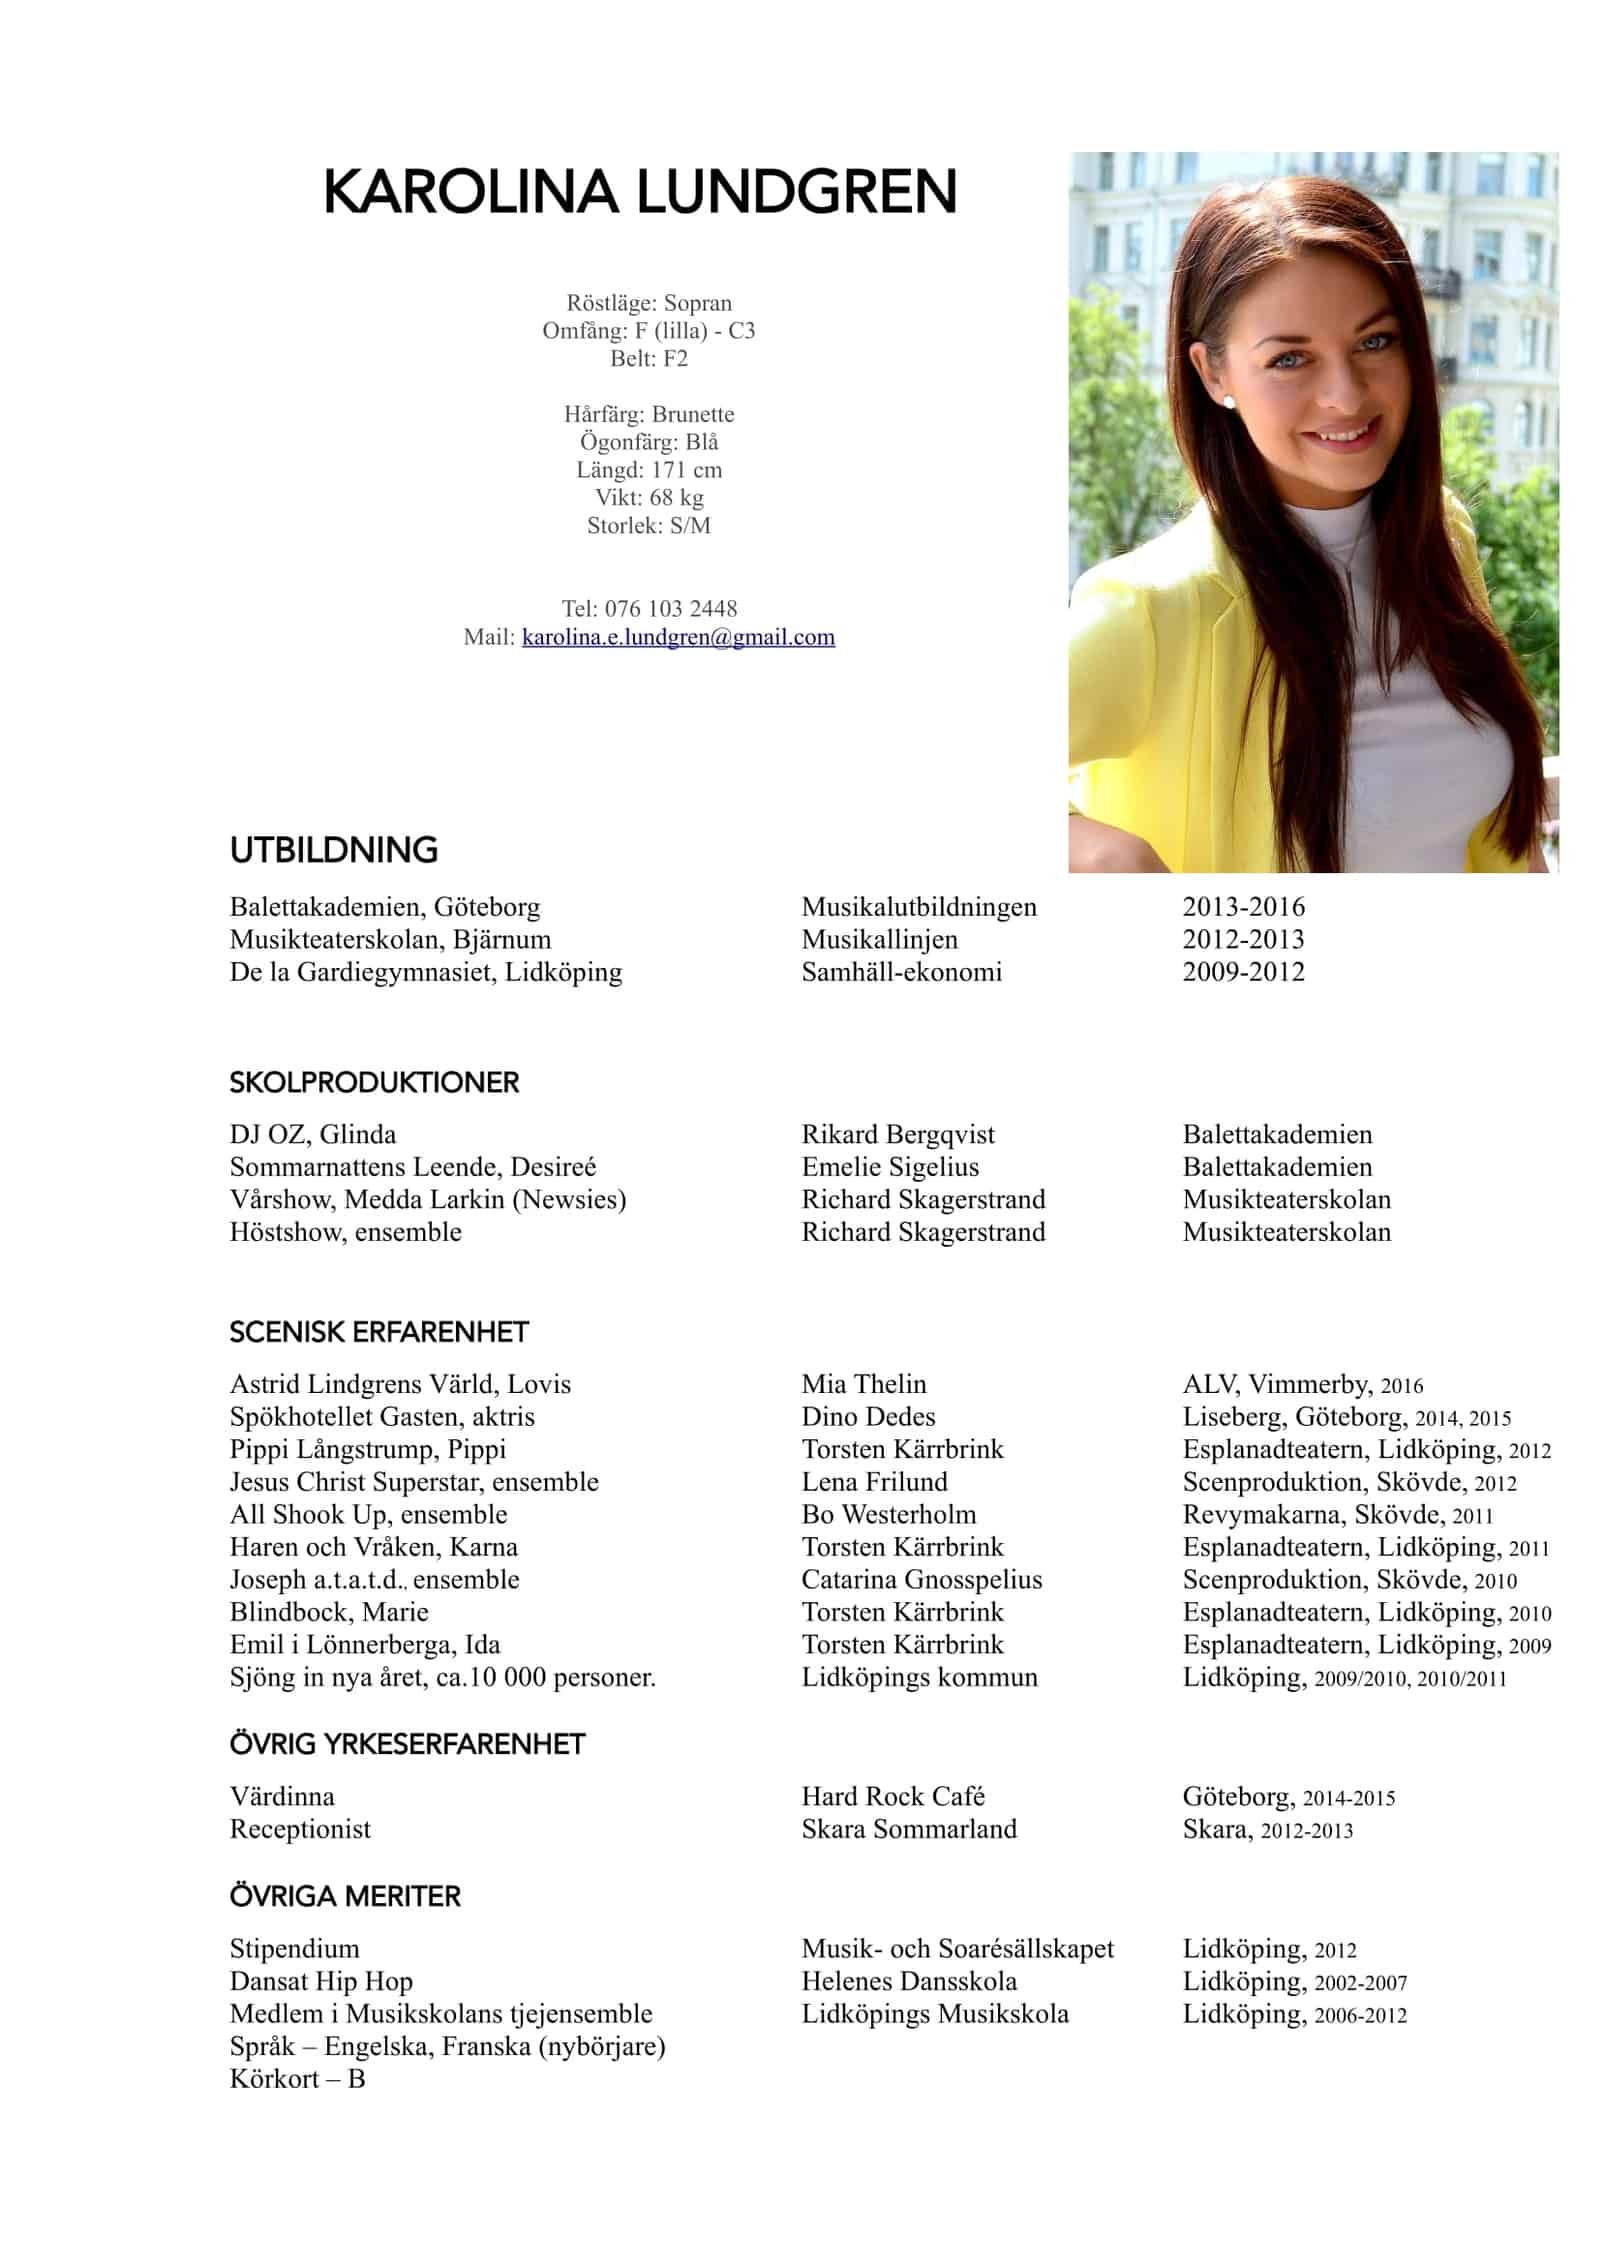 KAROLINA LUNDGREN
Röstläge: Sopran
Omfång: F (lilla) - C3
Belt: F2
Hårfärg: Brunette
Ögonfärg: Blå
Längd: 171 cm
Vikt: 68 kg
Storlek: S/M
Tel: 076 103 2448
Mail: karolina.e.lundgren@gmail.com
UTBILDNING
Balettakademien, Göteborg Musikalutbildningen 2013-2016
Musikteaterskolan, Bjärnum Musikallinjen 2012-2013
De la Gardiegymnasiet, Lidköping Samhäll-ekonomi 2009-2012
SKOLPRODUKTIONER
DJ OZ, Glinda Rikard Bergqvist Balettakademien
Sommarnattens Leende, Desireé Emelie Sigelius Balettakademien
Vårshow, Medda Larkin (Newsies) Richard Skagerstrand Musikteaterskolan
Höstshow, ensemble Richard Skagerstrand Musikteaterskolan
SCENISK ERFARENHET
Astrid Lindgrens Värld, Lovis Mia Thelin ALV, Vimmerby, 2016
Spökhotellet Gasten, aktris Dino Dedes Liseberg, Göteborg, 2014, 2015
Pippi Långstrump, Pippi Torsten Kärrbrink Esplanadteatern, Lidköping, 2012
Jesus Christ Superstar, ensemble Lena Frilund Scenproduktion, Skövde, 2012
All Shook Up, ensemble Bo Westerholm Revymakarna, Skövde, 2011
Haren och Vråken, Karna Torsten Kärrbrink Esplanadteatern, Lidköping, 2011
Joseph a.t.a.t.d., ensemble Catarina Gnosspelius Scenproduktion, Skövde, 2010
Blindbock, Marie Torsten Kärrbrink Esplanadteatern, Lidköping, 2010
Emil i Lönnerberga, Ida Torsten Kärrbrink Esplanadteatern, Lidköping, 2009
Sjöng in nya året, ca.10 000 personer. Lidköpings kommun Lidköping, 2009/2010, 2010/2011
ÖVRIG YRKESERFARENHET
Värdinna Hard Rock Café Göteborg, 2014-2015
Receptionist Skara Sommarland Skara, 2012-2013
ÖVRIGA MERITER
Stipendium Musik- och Soarésällskapet Lidköping, 2012
Dansat Hip Hop Helenes Dansskola Lidköping, 2002-2007
Medlem i Musikskolans tjejensemble Lidköpings Musikskola Lidköping, 2006-2012
Språk – Engelska, Franska (nybörjare)
Körkort – B